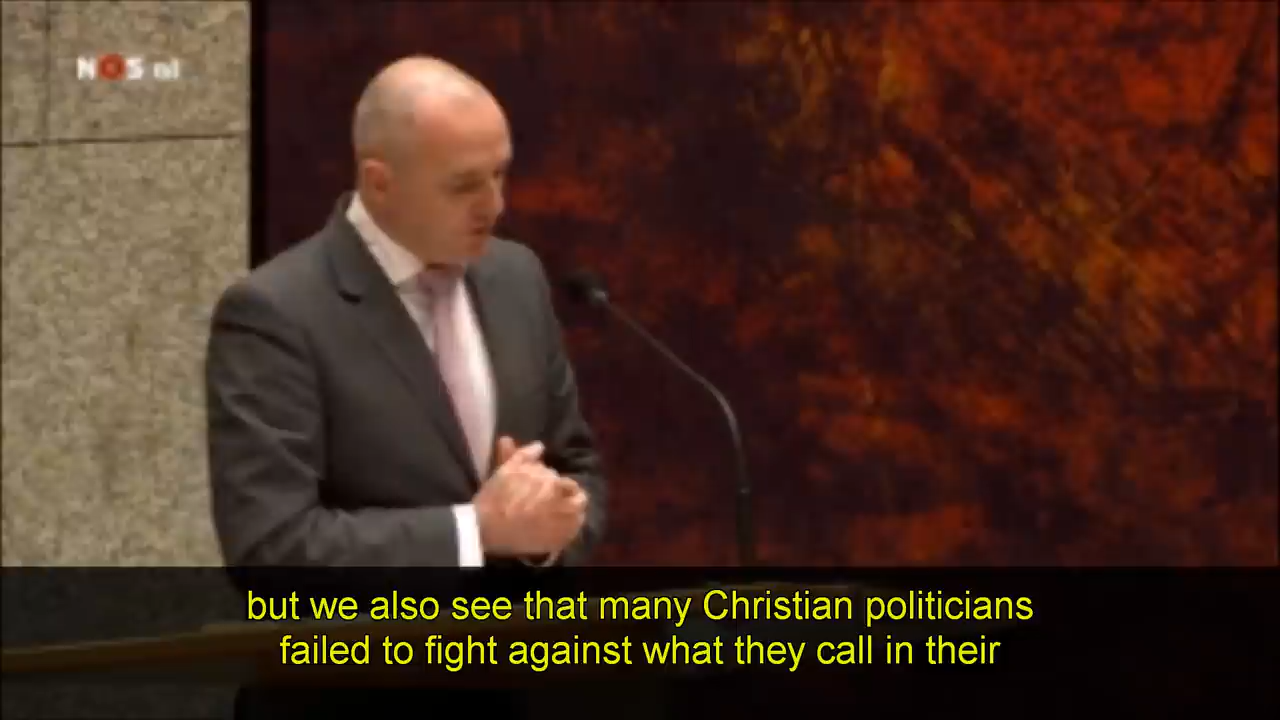 NOS nl
but we also see that many Christian politicians
failed to fight against what they call in their